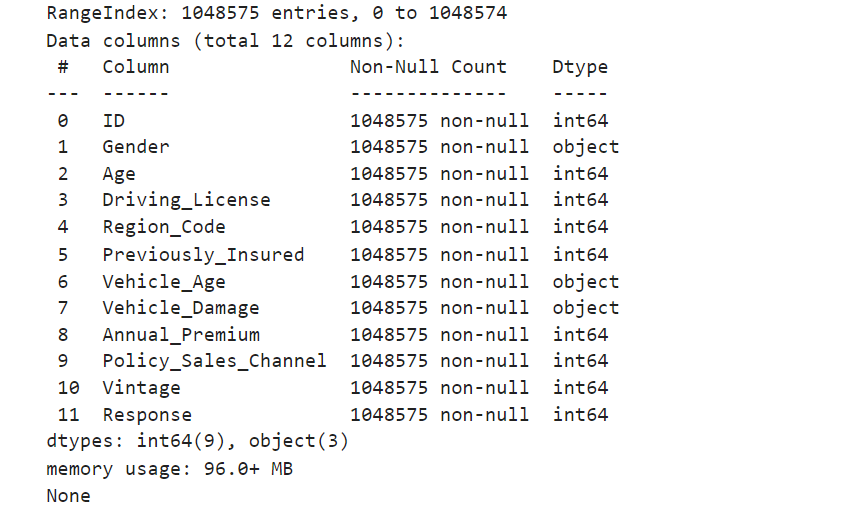 RangeIndex: 1048575 entries, 0 to 1048574
Data columns (total 12 columns):
 #   Column                Non-Null Count    Dtype
---  ------                --------------    -----
 0   ID                    1048575 non-null  int64
 1   Gender                1048575 non-null  object
 2   Age                   1048575 non-null  int64
 3   Driving_License       1048575 non-null  int64
 4   Region_Code           1048575 non-null  int64
 5   Previously_Insured    1048575 non-null  int64
 6   Vehicle_Age           1048575 non-null  object
 7   Vehicle_Damage        1048575 non-null  object
 8   Annual_Premium        1048575 non-null  int64
 9   Policy_Sales_Channel  1048575 non-null  int64
 10  Vintage               1048575 non-null  int64
 11  Response              1048575 non-null  int64
dtypes: int64(9), object(3)
memory usage: 96.0+ MB
None